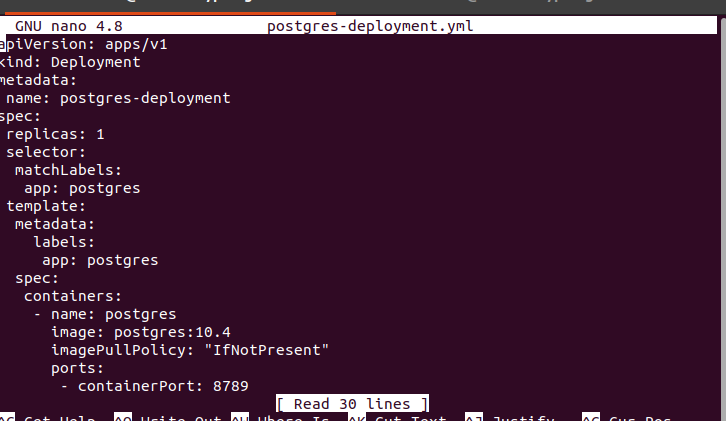 GNU nano 4.8 postgres-deployment.yml
apiVersion: apps/v1
kind: Deployment
metadata:
 name: postgres-deployment
spec:
 replicas: 1
 selector:
  matchLabels:
   app: postgres
 template:
  metadata:
    labels:
     app: postgres
  spec:
   containers:
    - name: postgres
      image: postgres:10.4
      imagePullPolicy: "IfNotPresent"
      ports:
       - containerPort: 8789
[ Read 30 lines ]
^G Get Help ^O Write Out ^W Where Is ^K Cut Text ^J Justify ^C Cur Pos